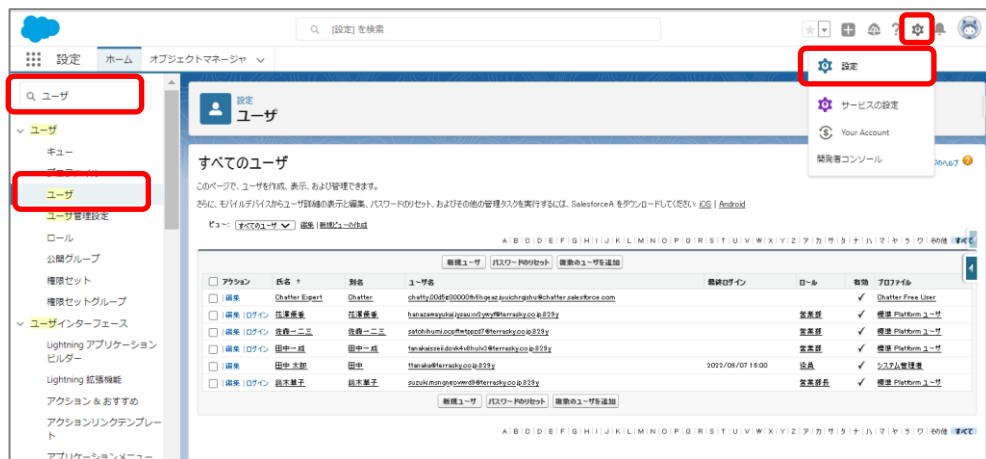 [設定] を検索
設定 ホーム オブジェクトマネージャ
設定
サービスの設定
Your Account
開発者コンソール
ユーザ
ユーザ
キュー
プロファイル
ユーザ
ユーザ管理設定
ロール
公開グループ
権限セット
権限セットグループ
ユーザインターフェース
Lightning アプリケーション
ビルダー
Lightning 拡張機能
アクション & おすすめ
アクションリンクテンプレー
ト
アプリケーションメニュー
設定
ユーザ
すべてのユーザ
このページで、ユーザを作成、表示、および管理できます。
さらに、モバイルデバイスからユーザ詳細の表示と編集、パスワードのリセット、およびその他の管理タスクを実行するには、SalesforceA をダウンロードしてください: iOS | Android
ビュー: すべてのユーザ 編集 | 新規ビューの作成
A | B | C | D | E | F | G | H | I | J | K | L | M | N | O | P | Q | R | S | T | U | V | W | X | Y | Z | ア | カ | サ | タ | ナ | ハ | マ | ヤ | ラ | ワ | その他 すべて
新規ユーザ パスワードのリセット 複数のユーザを追加
アクション 氏名 ↑ 別名 ユーザ名 最終ログイン ロール 有効 プロファイル
編集 Chatter Expert Chatter Chatter Free User
編集 | ログイン 営業部 標準 Platform ユーザ
編集 | ログイン 佐藤一二三 佐藤一二三 営業部 標準 Platform ユーザ
編集 | ログイン 田中一成 田中一成 営業部 標準 Platform ユーザ
編集 田中 太郎 田中 ttanaka@terrasky.co.jp.829y 2022/09/07 16:00 役員 システム管理者
編集 | ログイン 鈴木華子 鈴木華子 営業部長 標準 Platform ユーザ
新規ユーザ パスワードのリセット 複数のユーザを追加
A | B | C | D | E | F | G | H | I | J | K | L | M | N | O | P | Q | R | S | T | U | V | W | X | Y | Z | ア | カ | サ | タ | ナ | ハ | マ | ヤ | ラ | ワ | その他 すべて